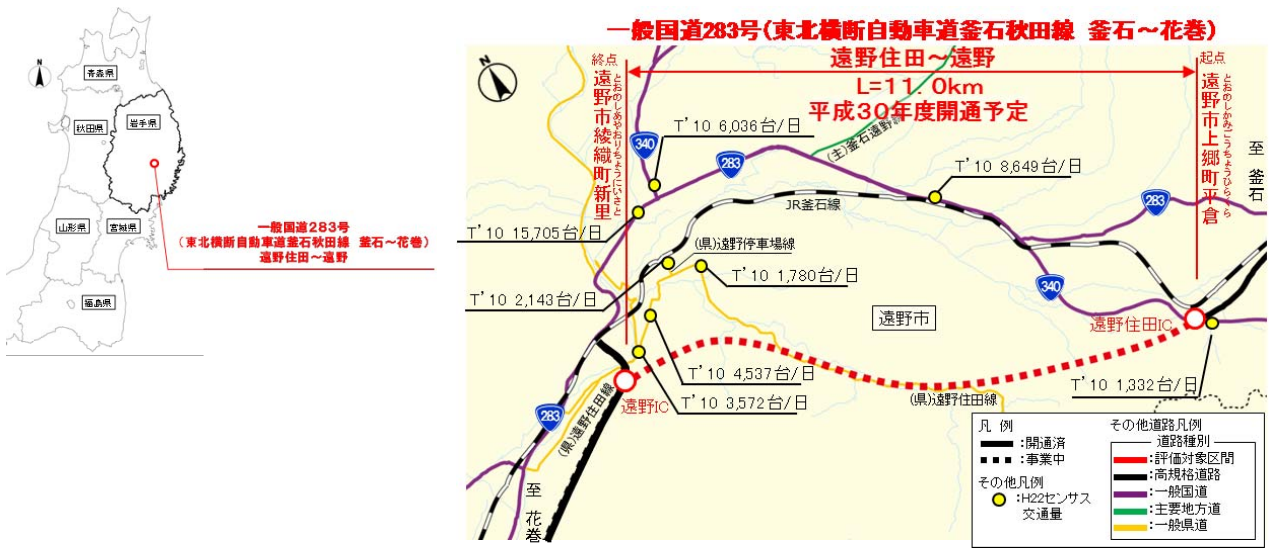 一般国道283号(東北横断自動車道釜石秋田線 釜石~花巻)
N
青森県
秋田県
岩手県
山形県
宮城県
福島県
一般国道283号
(東北横断自動車道釜石秋田線 釜石~花巻)
遠野住田~遠野
N
終点
遠野市綾織町新里
とおのしあやおりちょうにいさと
遠野住田~遠野
L=11.0km
平成30年度開通予定
起点
遠野市上郷町平倉
とおのしかみごうちょうひらくら
至 釜石
T'10 6,036台/日
340
283
(主)釜石遠野線
T'10 8,649台/日
283
JR釜石線
T'10 15,705台/日
(県)遠野停車場線
T'10 1,780台/日
T'10 2,143台/日
340
遠野市
遠野住田IC
T'10 4,537台/日
T'10 1,332台/日
遠野IC
T'10 3,572台/日
(県)遠野住田線
(県)遠野住田線
283
至 花巻
凡 例
:開通済
:事業中
その他凡例
:H22センサス
交通量
その他道路凡例
道路種別
:評価対象区間
:高規格道路
:一般国道
:主要地方道
:一般県道